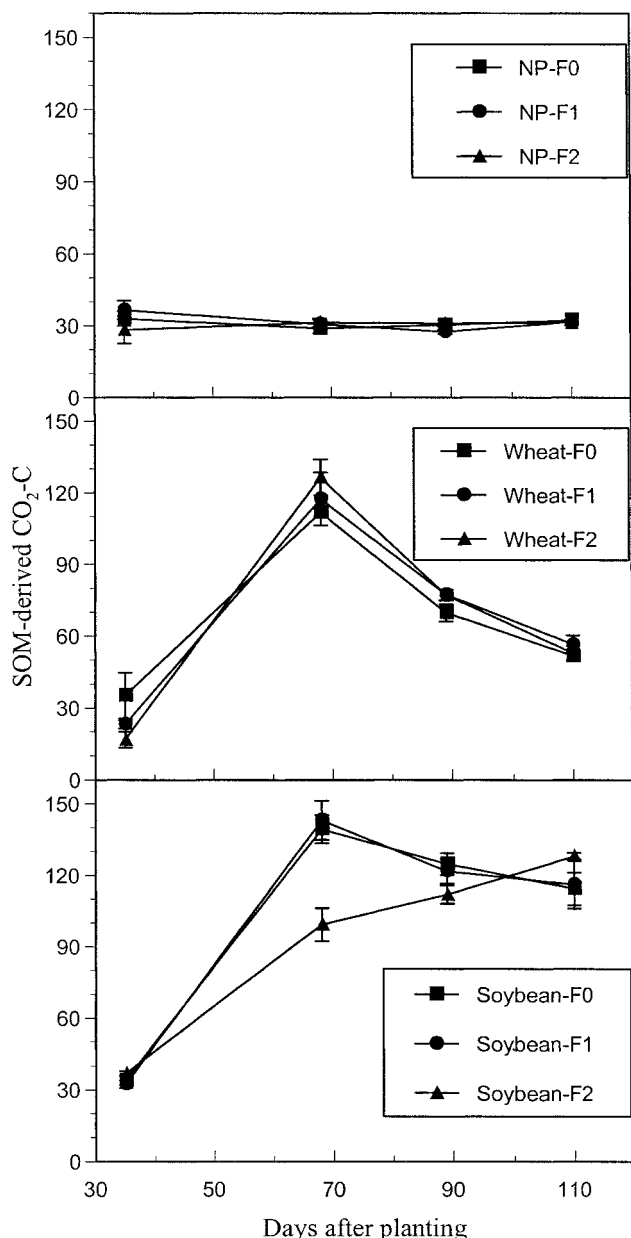 150
120
90
60
30
0
NP-F0
NP-F1
NP-F2
150
120
90
60
30
0
Wheat-F0
Wheat-F1
Wheat-F2
SOM-derived CO₂-C
150
120
90
60
30
0
Soybean-F0
Soybean-F1
Soybean-F2
30 50 70 90 110
Days after planting